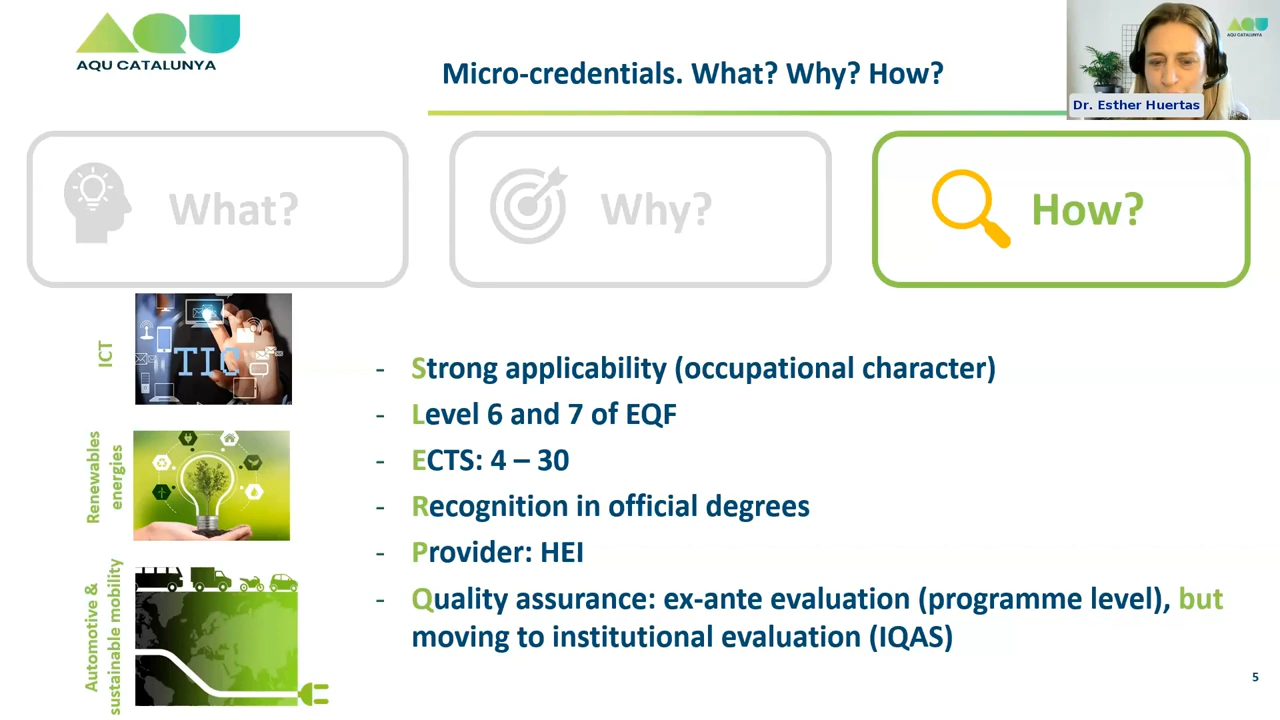 AQU CATALUNYA
Micro-credentials. What? Why? How?
AQU CATALUNYA
Dr. Esther Huertas
What?
Why?
How?
ICT
TIC
Renewables
energies
Automotive &
sustainable mobility
- Strong applicability (occupational character)
- Level 6 and 7 of EQF
- ECTS: 4 – 30
- Recognition in official degrees
- Provider: HEI
- Quality assurance: ex-ante evaluation (programme level), but
moving to institutional evaluation (IQAS)
5